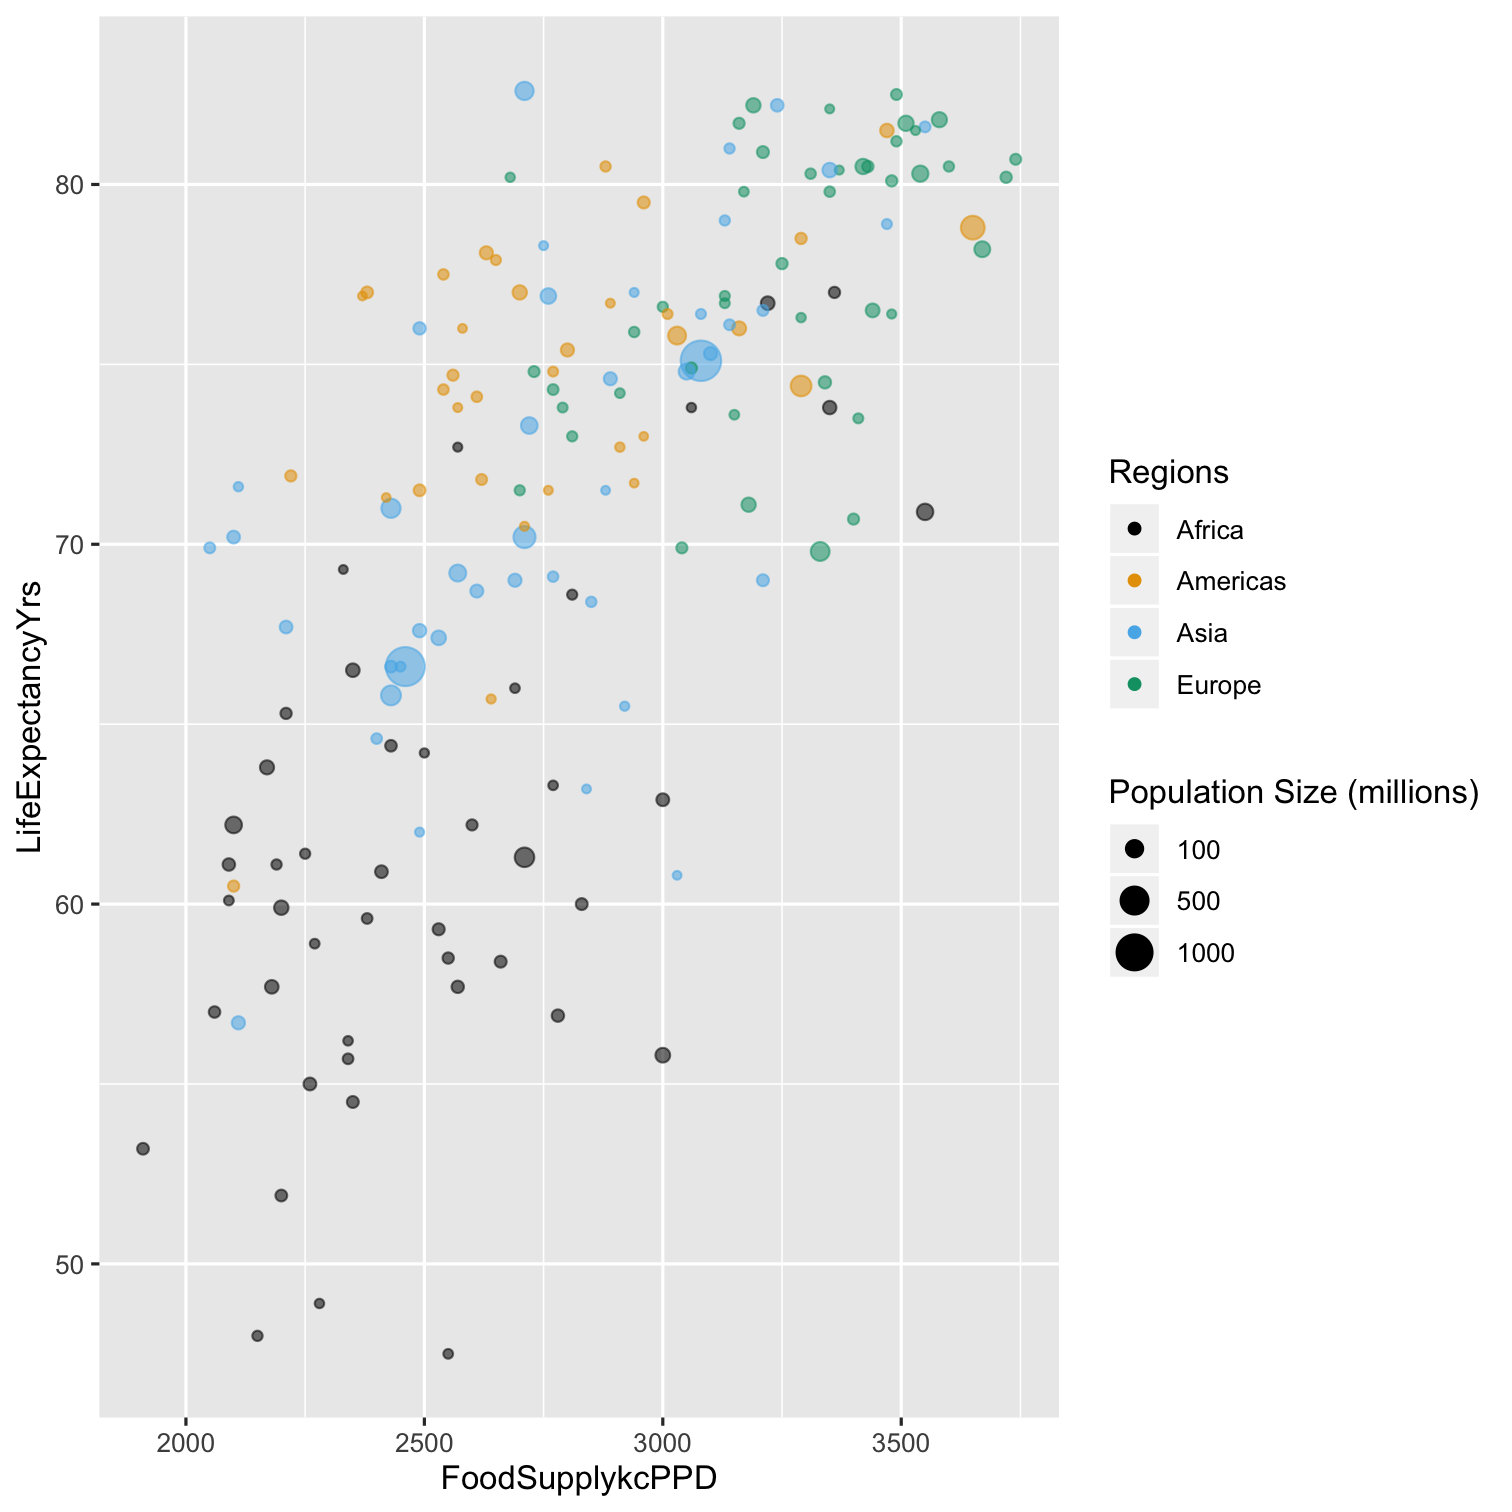 80
70
60
50
LifeExpectancyYrs
2000 2500 3000 3500
FoodSupplykcPPD
Regions
Africa
Americas
Asia
Europe
Population Size (millions)
100
500
1000